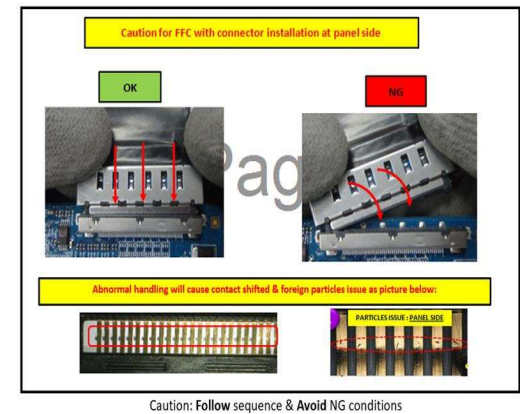 Caution for FFC with connector installation at panel side
OK
NG
Pag
Abnormal handling will cause contact shifted & foreign particles issue as picture below:
PARTICLES ISSUE : PANEL SIDE
Caution: Follow sequence & Avoid NG conditions